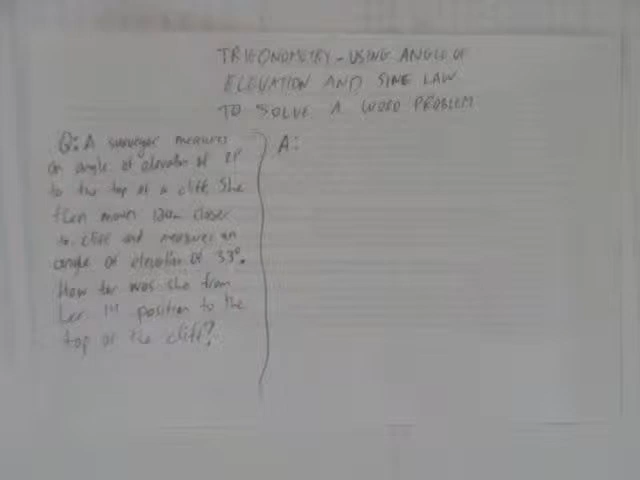 TRIGONOMETRY - USING ANGLE OF
ELEVATION AND SINE LAW
TO SOLVE A WORD PROBLEM
Q: A surveyor measures
an angle of elevation of 21°
to the top of a cliff. She
then moves 120m closer
to cliff and measures an
angle of elevation of 33°.
How far was she from
her 1st position to the
top of the cliff?
A: